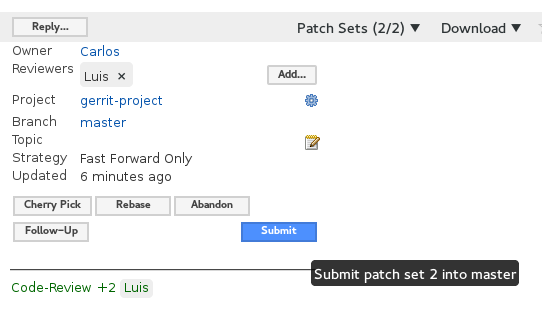 Reply... Patch Sets (2/2) ▼ Download ▼
Owner Carlos
Reviewers Luis × Add...
Project gerrit-project
Branch master
Topic
Strategy Fast Forward Only
Updated 6 minutes ago
Cherry Pick Rebase Abandon
Follow-Up Submit
Submit patch set 2 into master
Code-Review +2 Luis